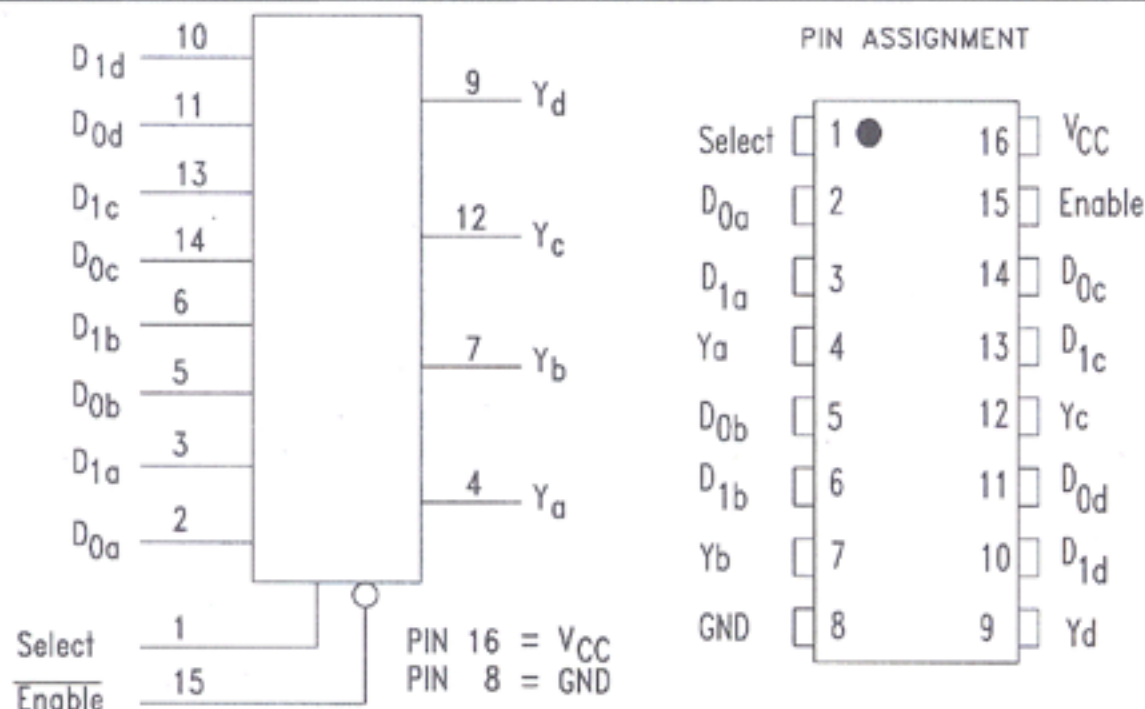 D1d 10
D0d 11
D1c 13
D0c 14
D1b 6
D0b 5
D1a 3
D0a 2
9 Yd
12 Yc
7 Yb
4 Ya
Select 1
Enable 15
PIN 16 = VCC
PIN 8 = GND
PIN ASSIGNMENT
Select 1 16 VCC
D0a 2 15 Enable
D1a 3 14 D0c
Ya 4 13 D1c
D0b 5 12 Yc
D1b 6 11 D0d
Yb 7 10 D1d
GND 8 9 Yd